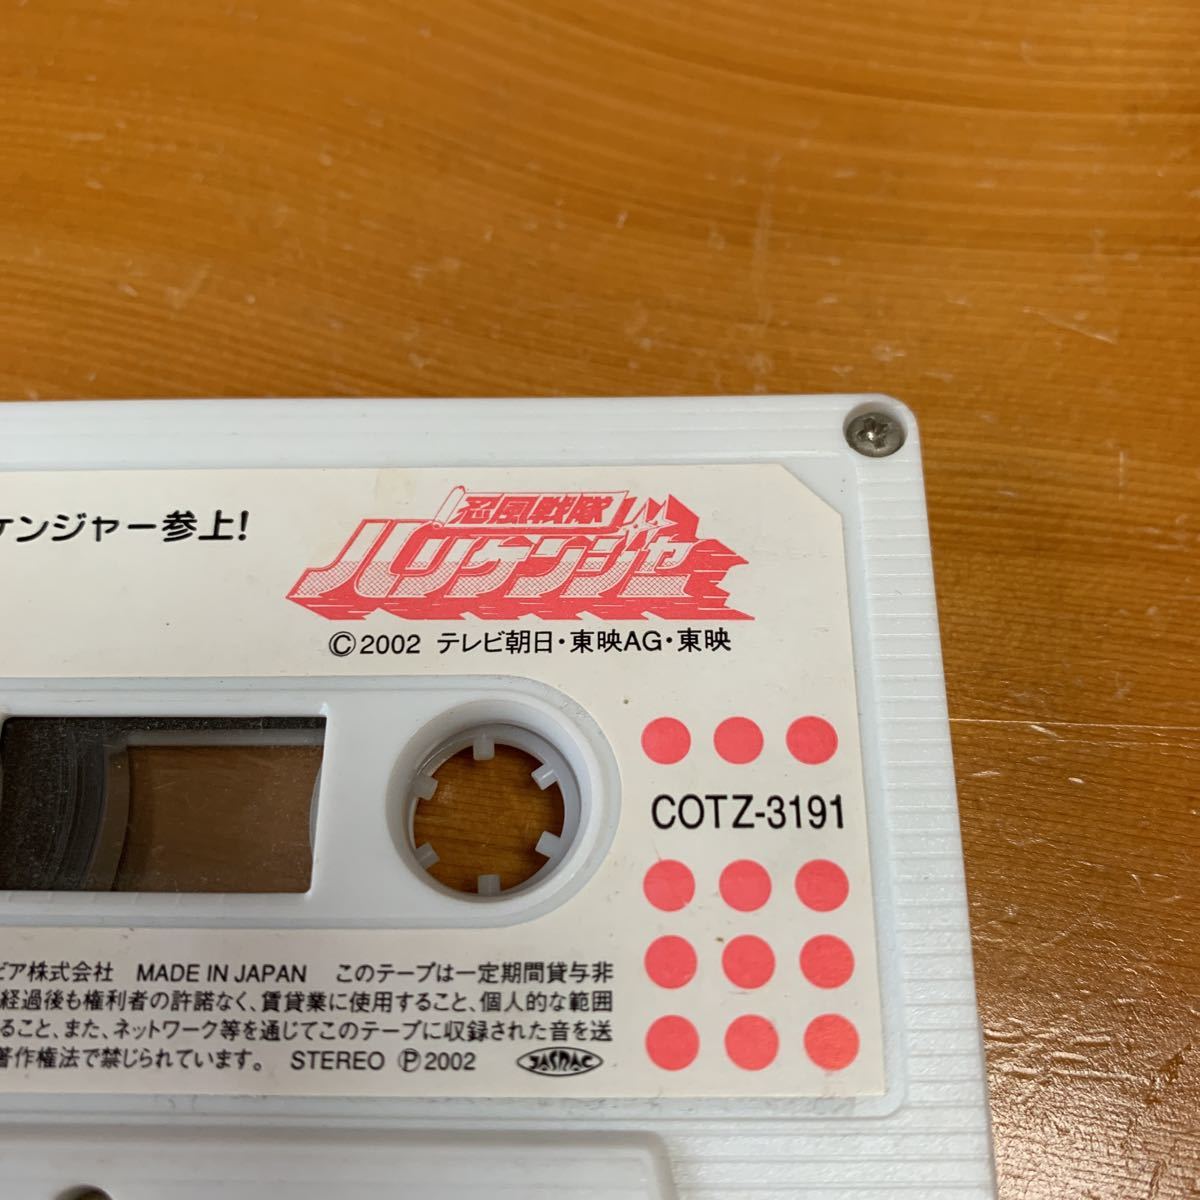 ケンジャー参上!
忍風戦隊
ハリケンジャー
©2002 テレビ朝日・東映AG・東映
COTZ-3191
ビア株式会社 MADE IN JAPAN このテープは一定期間貸与非
経過後も権利者の許諾なく、賃貸業に使用すること、個人的な範囲
ること、また、ネットワーク等を通じてこのテープに収録された音を送
著作権法で禁じられています。 STEREO ℗2002 JASRAC